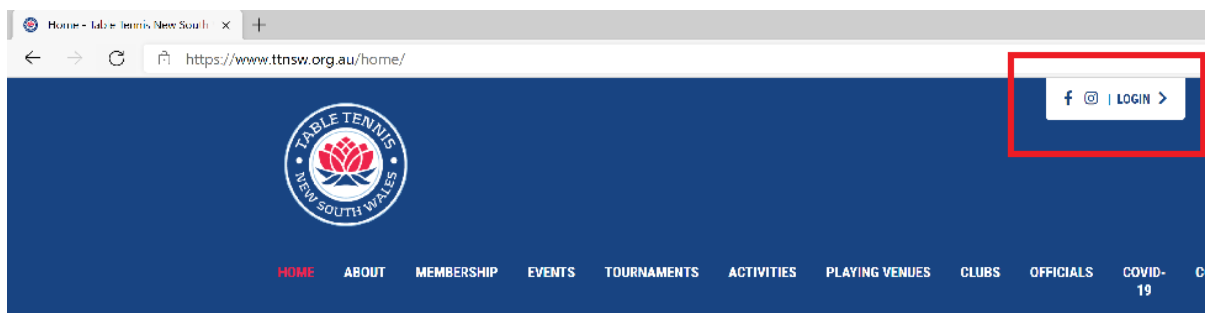 Home - Table Tennis New South
https://www.ttnsw.org.au/home/
| LOGIN
TABLE TENNIS
NEW SOUTH WALES
HOME ABOUT MEMBERSHIP EVENTS TOURNAMENTS ACTIVITIES PLAYING VENUES CLUBS OFFICIALS COVID-
19